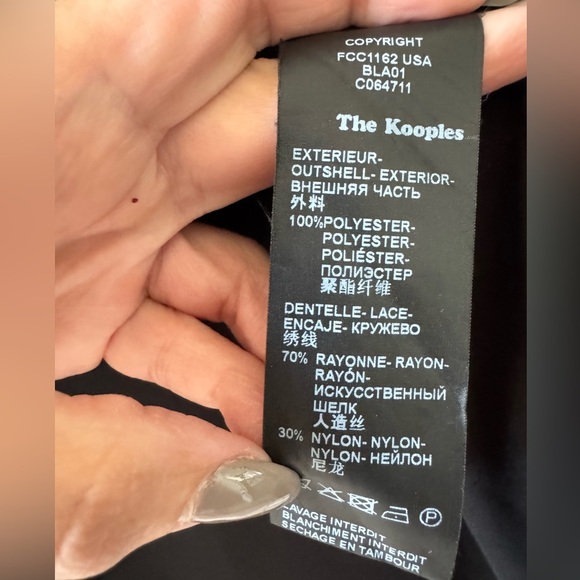 COPYRIGHT
FCC1162 USA
BLA01
C064711
The Kooples
EXTERIEUR-
OUTSHELL- EXTERIOR-
ВНЕШНЯЯ ЧАСТЬ
外料
100%POLYESTER-
POLYESTER-
POLIÉSTER-
ПОЛИЭСТЕР
聚酯纤维
DENTELLE- LACE-
ENCAJE- КРУЖЕВО
绣线
70% RAYONNE- RAYON-
RAYÓN-
ИСКУССТВЕННЫЙ
ШЕЛК
人造丝
30% NYLON- NYLON-
NYLON- НЕЙЛОН
尼龙
P
LAVAGE INTERDIT
BLANCHIMENT INTERDIT
SECHAGE EN TAMBOUR